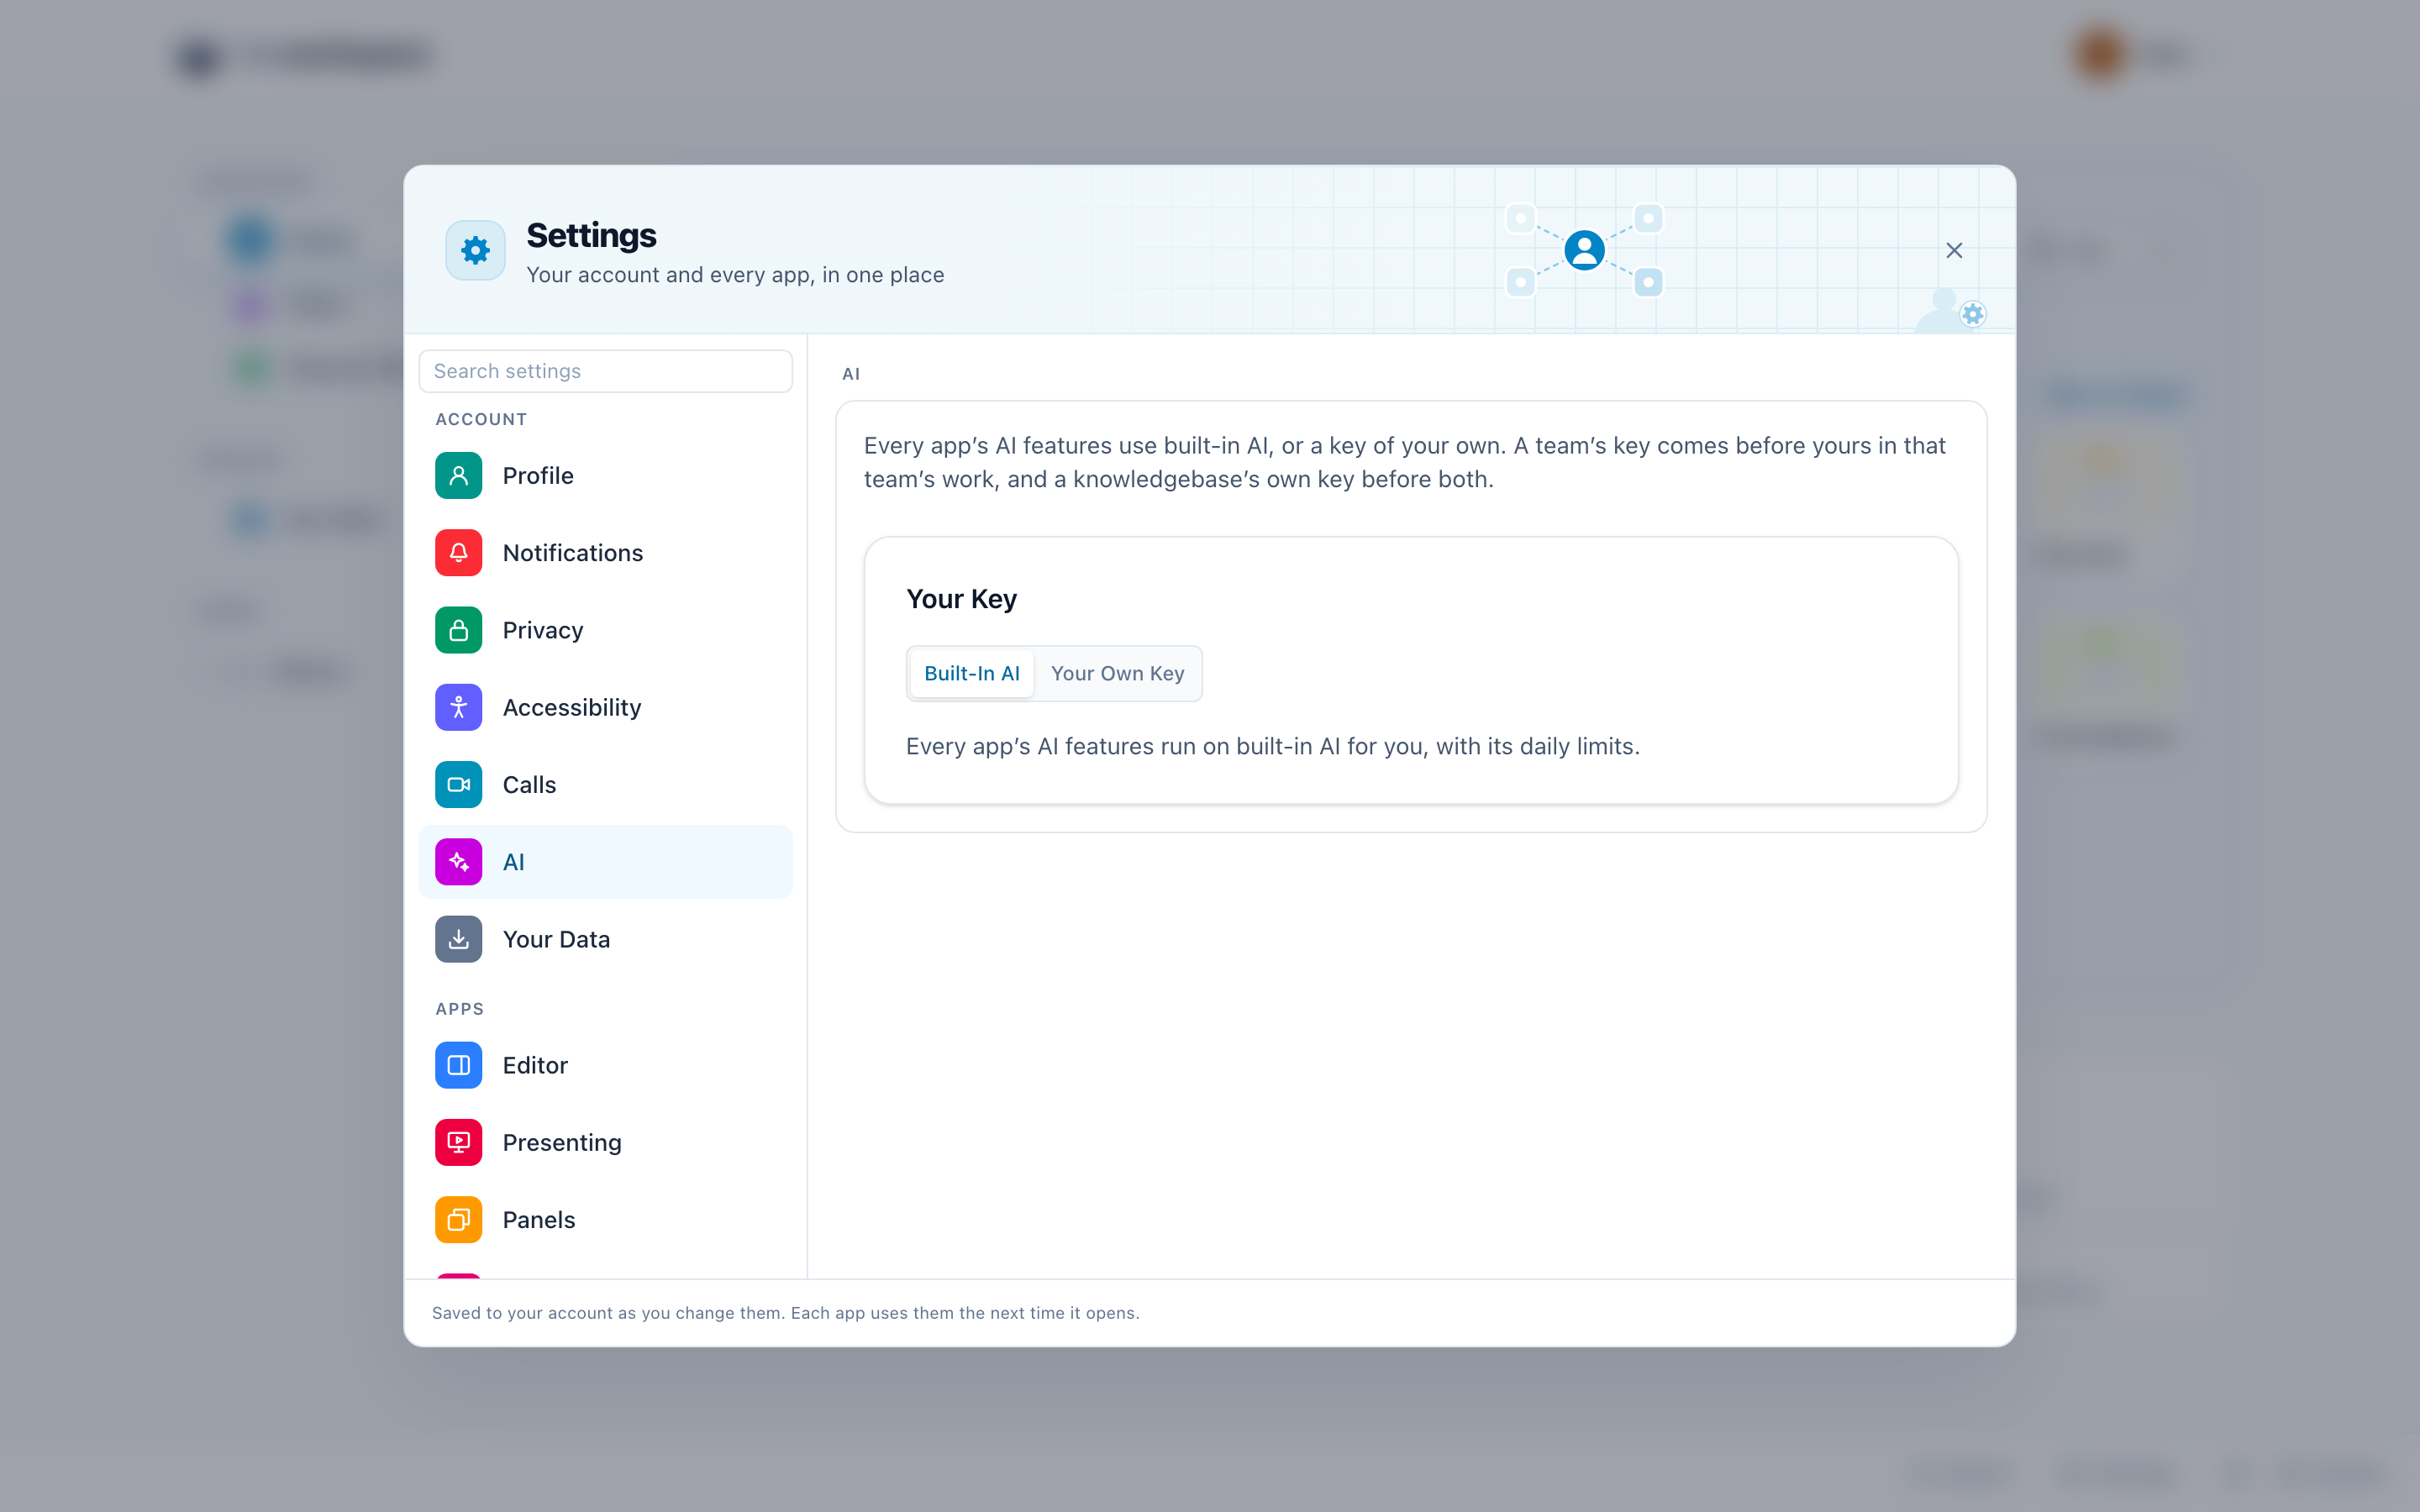 Settings
Your account and every app, in one place
Search settings
ACCOUNT
Profile
Notifications
Privacy
Accessibility
Calls
AI
Your Data
APPS
Editor
Presenting
Panels
AI
Every app’s AI features use built-in AI, or a key of your own. A team’s key comes before yours in that
team’s work, and a knowledgebase’s own key before both.
Your Key
Built-In AI
Your Own Key
Every app’s AI features run on built-in AI for you, with its daily limits.
Saved to your account as you change them. Each app uses them the next time it opens.